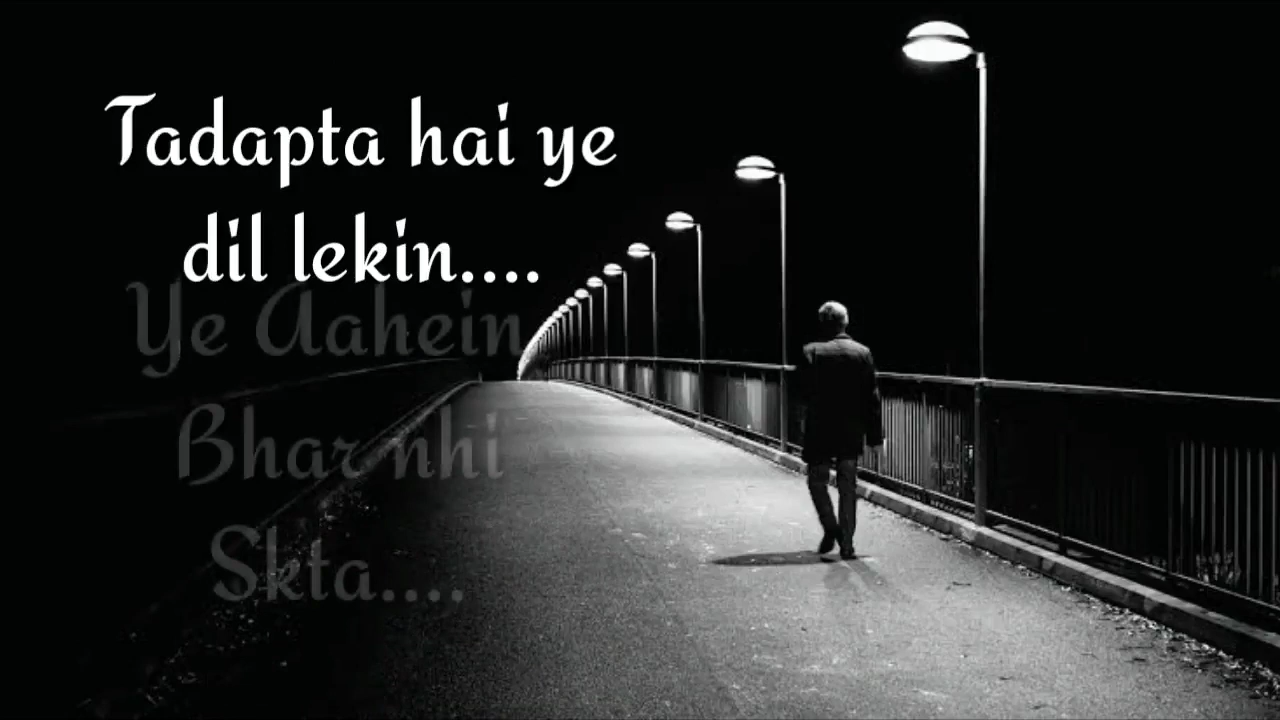 Tadapta hai ye
dil lekin....
Ye Aahein
Bhar nhi
Skta....